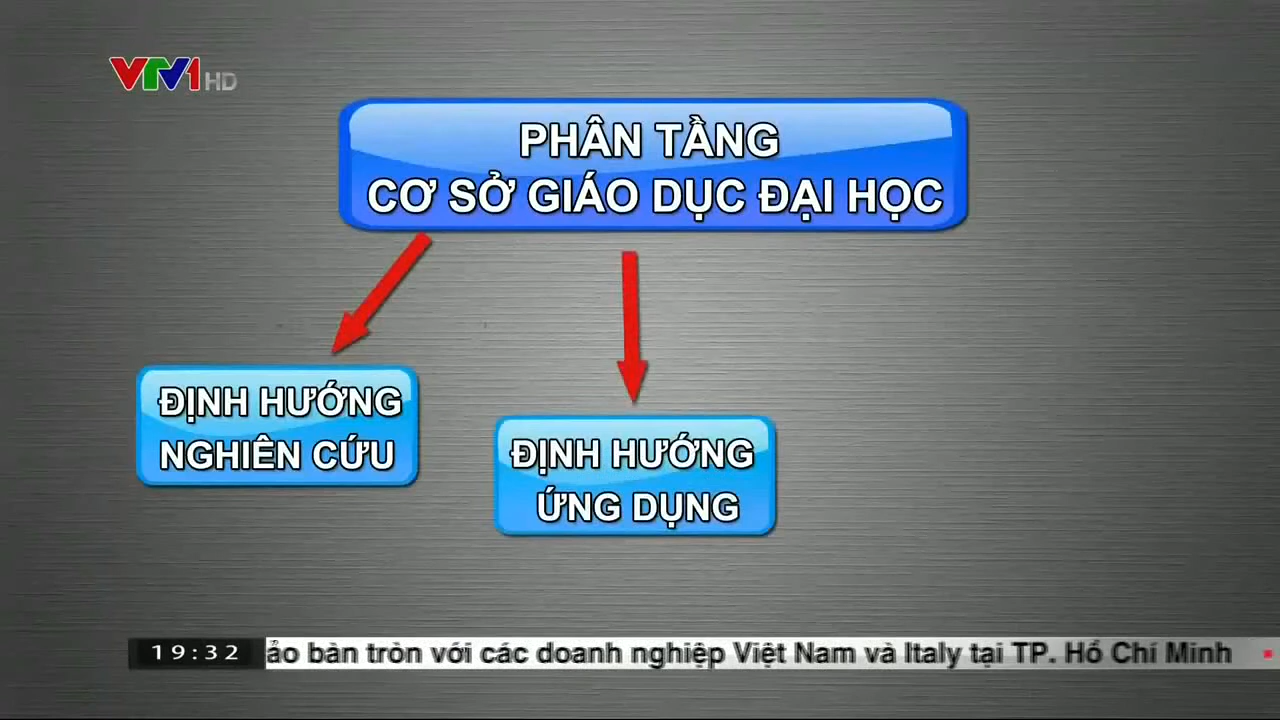 VTV1 HD
PHÂN TẦNG
CƠ SỞ GIÁO DỤC ĐẠI HỌC
ĐỊNH HƯỚNG
NGHIÊN CỨU
ĐỊNH HƯỚNG
ỨNG DỤNG
19:32 ảo bàn tròn với các doanh nghiệp Việt Nam và Italy tại TP. Hồ Chí Minh